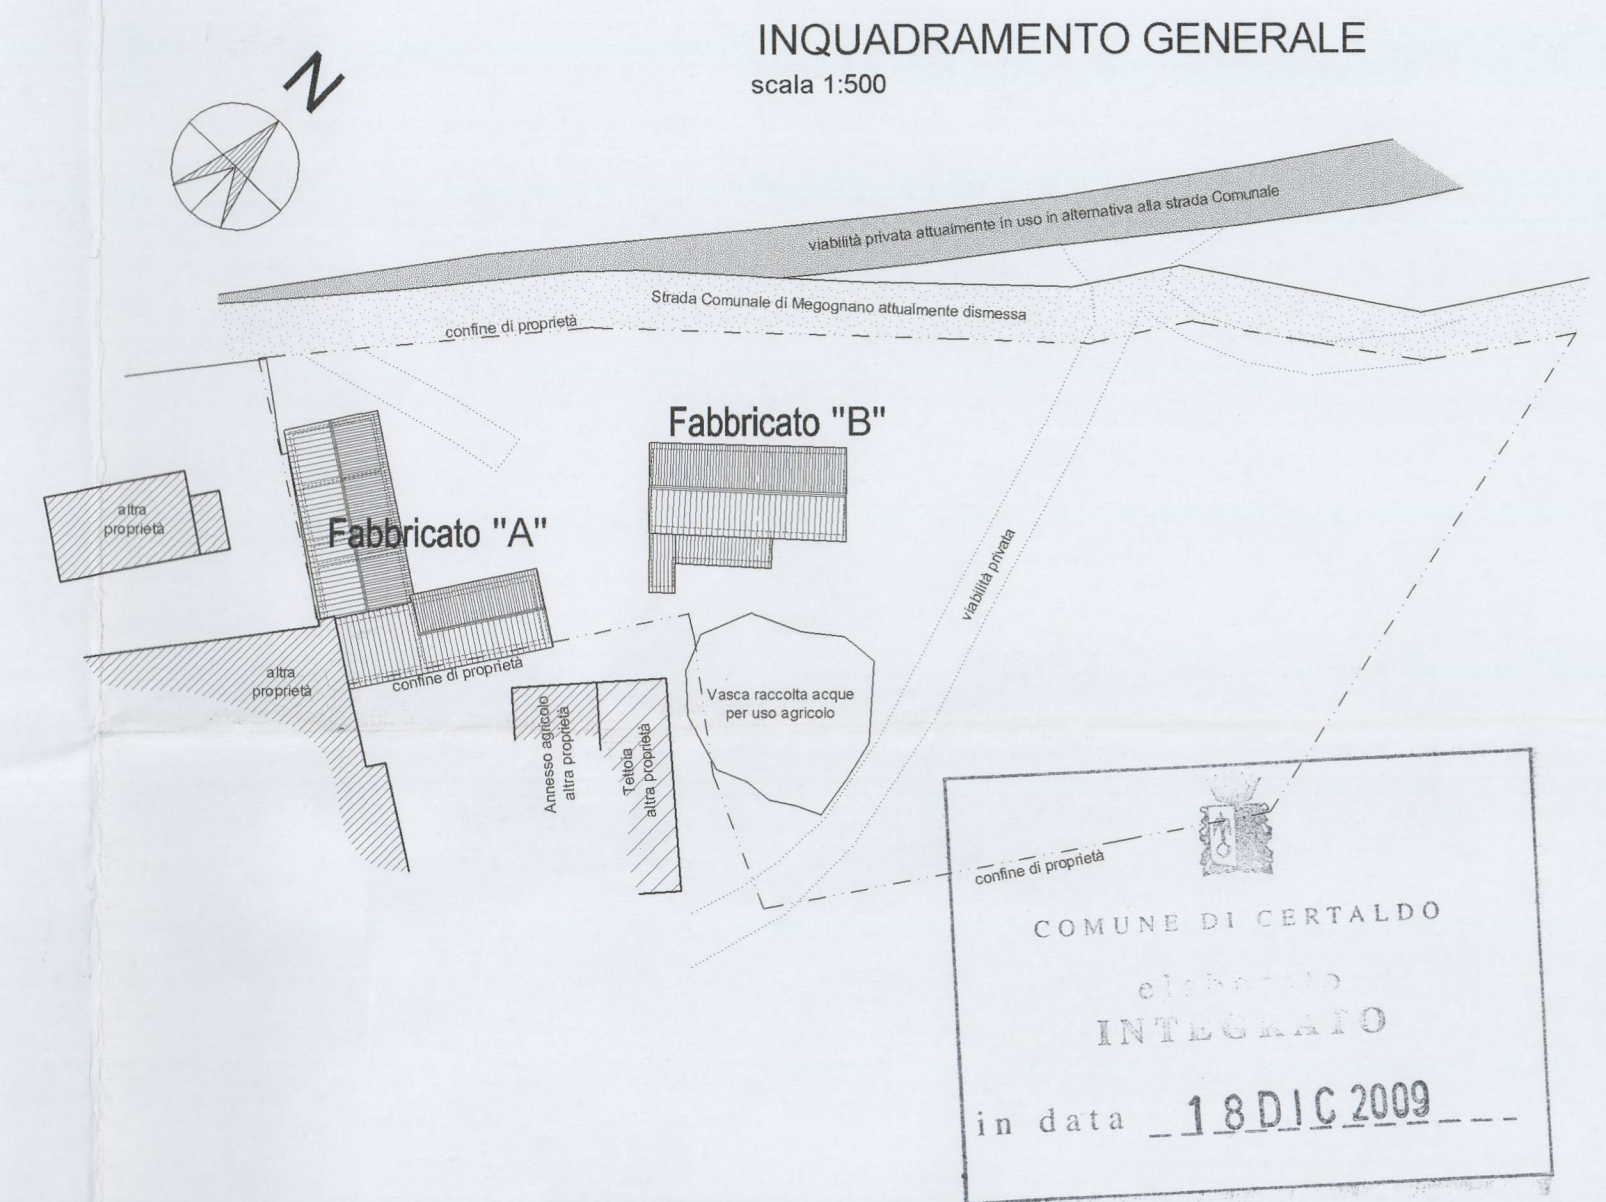 INQUADRAMENTO GENERALE
scala 1:500
N
viabilità privata attualmente in uso in alternativa alla strada Comunale
Strada Comunale di Megognano attualmente dismessa
confine di proprietà
Fabbricato "B"
altra
proprietà
Fabbricato "A"
viabilità privata
altra
proprietà
confine di proprietà
Vasca raccolta acque
per uso agricolo
Annesso agricolo
altra proprietà
Tettoia
altra proprietà
confine di proprietà
COMUNE DI CERTALDO
elaborato
INTEGRATO
in data 18 DIC 2009